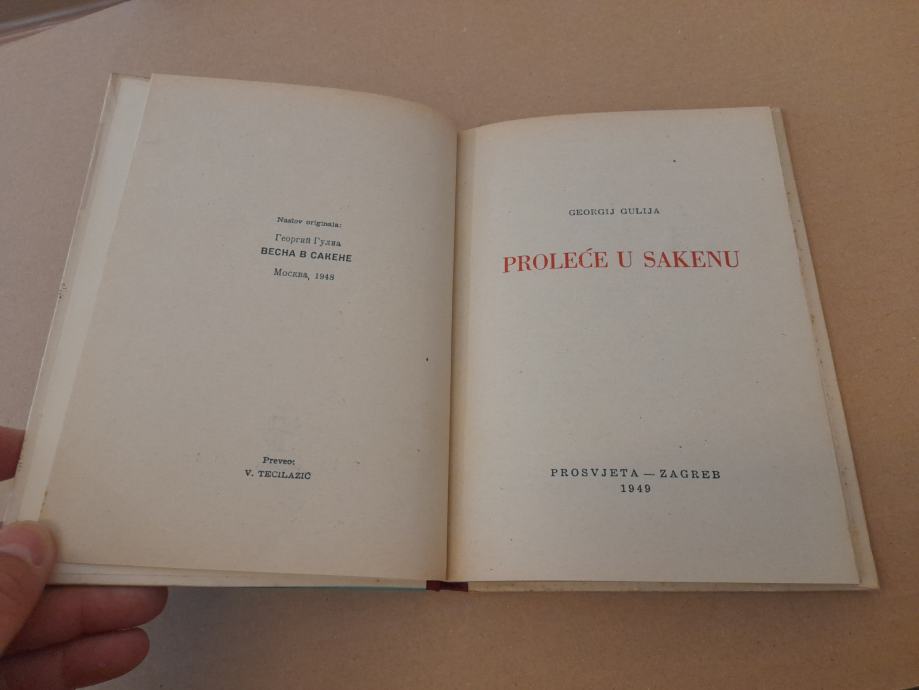 Naslov originala:
Георгий Гулиа
ВЕСНА В САКЕНЕ
Москва, 1948
Preveo:
V. TECILAZIĆ
GEORGIJ GULIJA
PROLEĆE U SAKENU
PROSVJETA — ZAGREB
1949